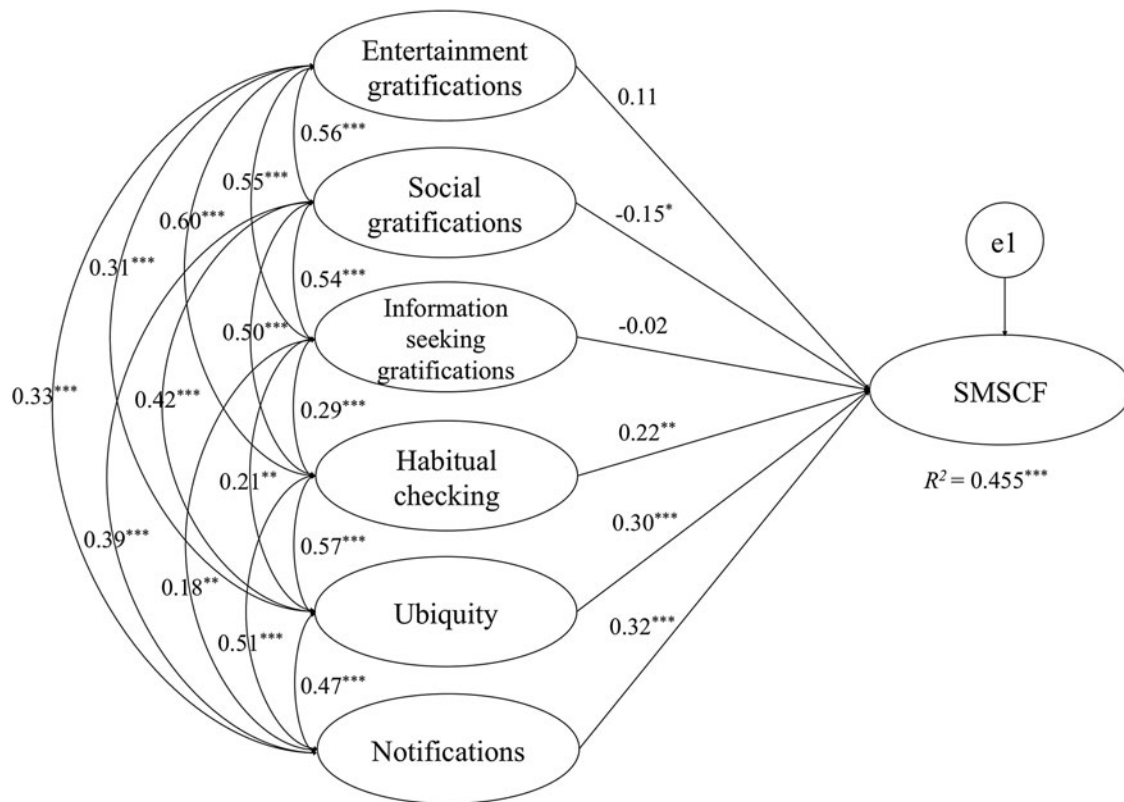 Entertainment
gratifications
0.11
0.56***
0.55***
Social
gratifications
-0.15*
0.60***
e1
0.31***
0.54***
Information
seeking
gratifications
-0.02
0.50***
0.33***
0.42***
0.29***
SMSCF
0.22**
Habitual
checking
0.21**
R² = 0.455***
0.30***
0.39***
0.57***
0.18**
Ubiquity
0.32***
0.51***
0.47***
Notifications